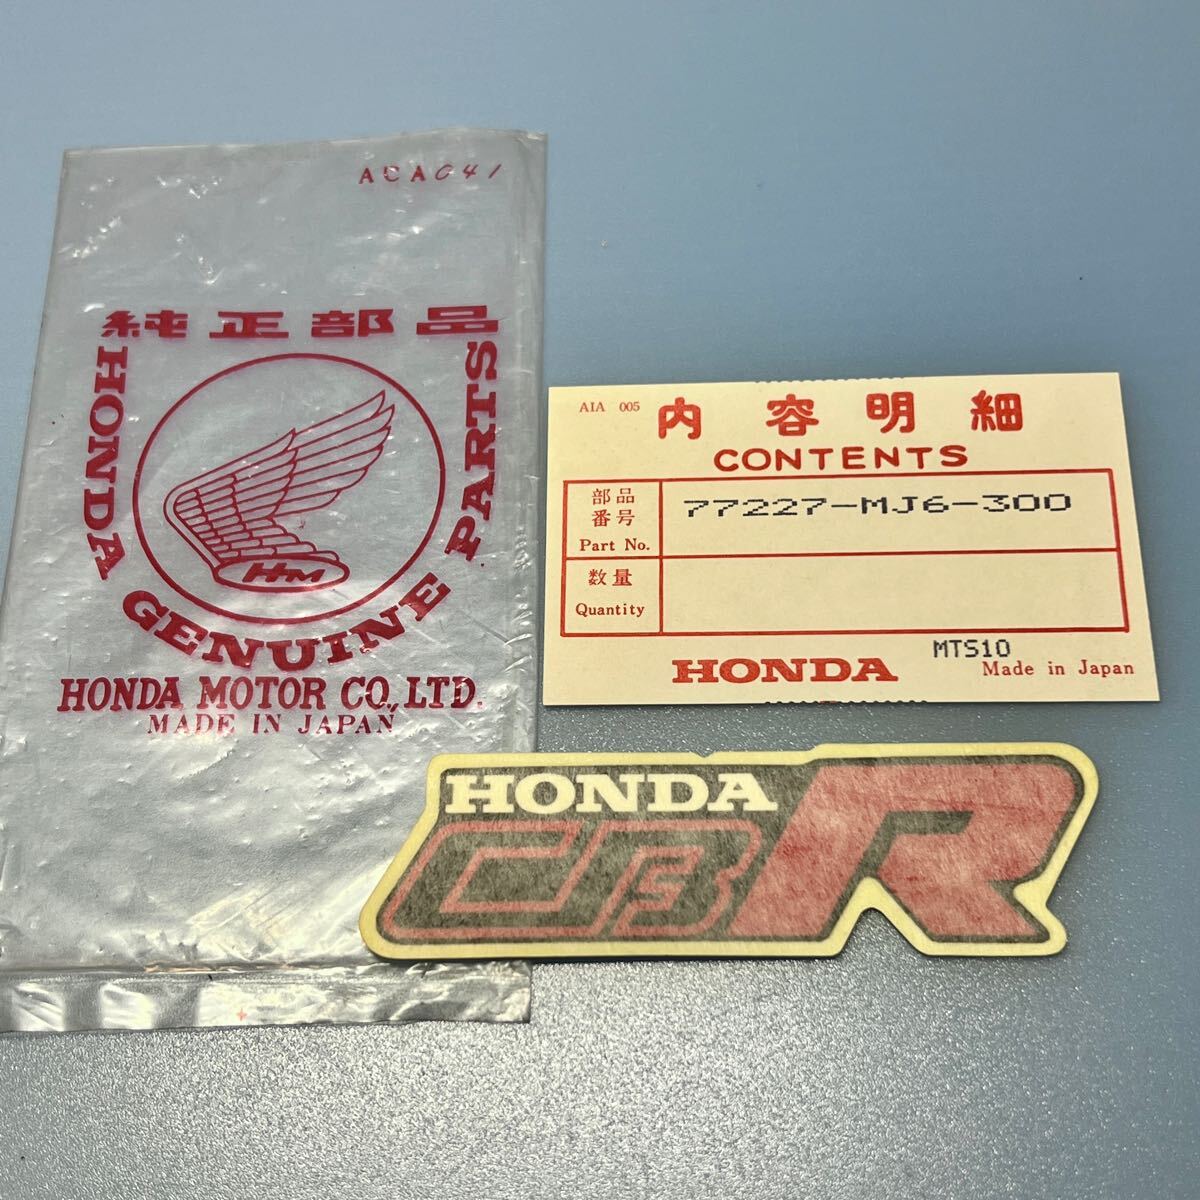 ACA041
純正部品
HONDA GENUINE PARTS
HM
HONDA MOTOR CO., LTD.
MADE IN JAPAN
AIA 005
内容明細
CONTENTS
部品
番号
Part No.
77227-MJ6-300
数量
Quantity
MTS10
HONDA
Made in Japan
HONDA
CBR